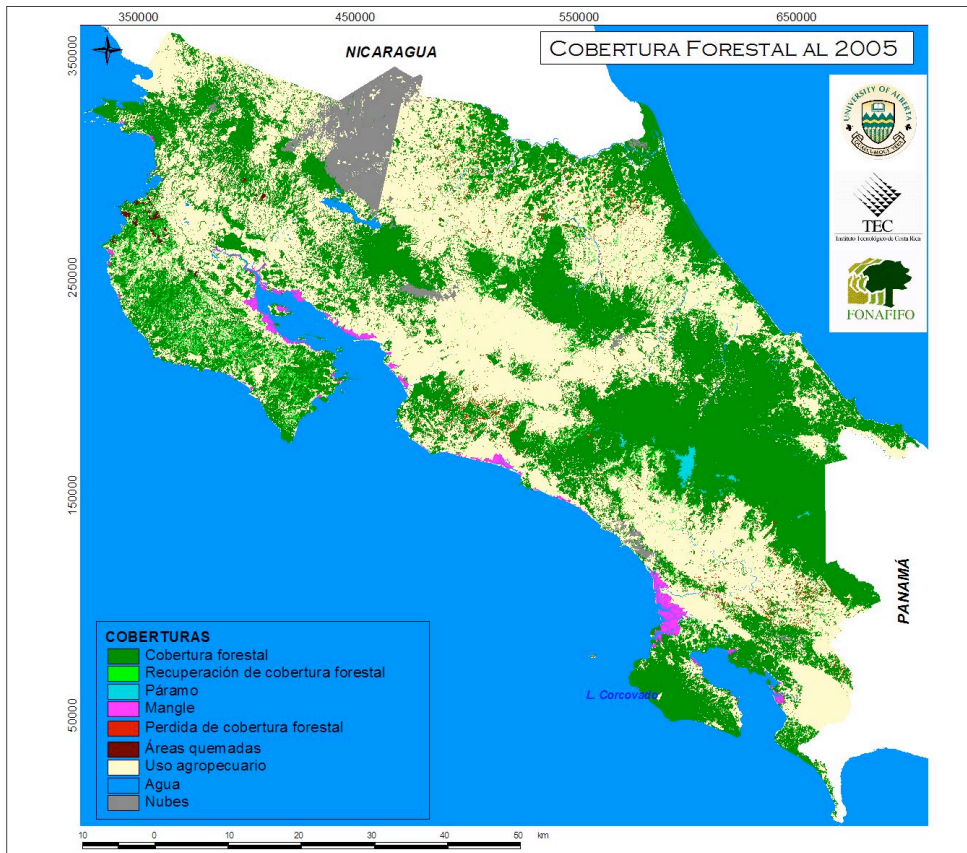 350000 450000 550000 650000
COBERTURA FORESTAL AL 2005
NICARAGUA
350000
250000
150000
50000
UNIVERSITY OF ALBERTA
TEC
Instituto Tecnológico de Costa Rica
FONAFIFO
PANAMÁ
L. Corcovado
COBERTURAS
Cobertura forestal
Recuperación de cobertura forestal
Páramo
Mangle
Perdida de cobertura forestal
Áreas quemadas
Uso agropecuario
Agua
Nubes
10 0 10 20 30 40 50 km